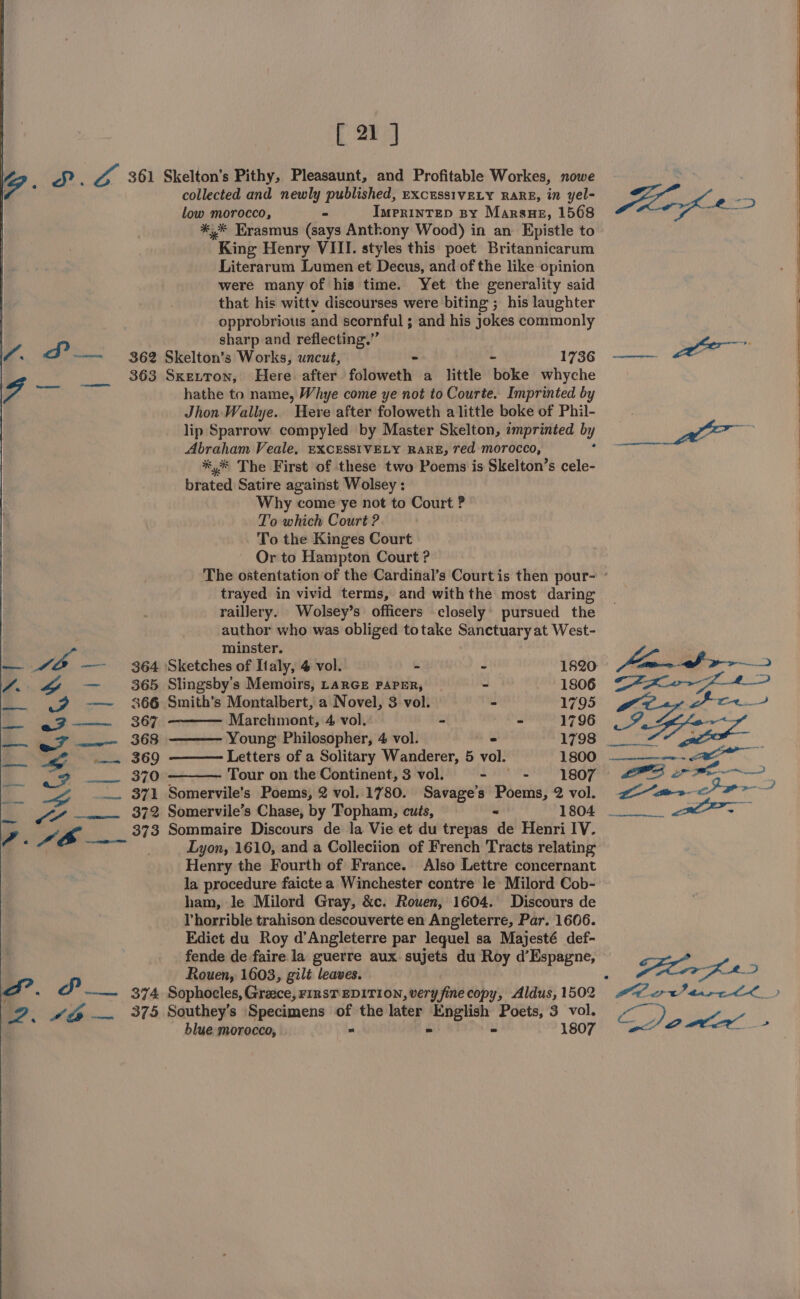 [ 21 ]
361 Skelton's Pithy, Pleasaunt, and Profitable Workes, nowe
collected and newly published, EXCESSIVELY RARE, in yel-
low morocco, - IMPRINTED BY MARSHE, 1568
*⁎* Erasmus (says Anthony Wood) in an Epistle to
King Henry VIII. styles this poet Britannicarum
Literarum Lumen et Decus, and of the like opinion
were many of his time. Yet the generality said
that his witty discourses were biting; his laughter
opprobrious and scornful; and his jokes commonly
sharp and reflecting."
362 Skelton's Works, uncut, - - 1736
363 SKELTON, Here after foloweth a little boke whyche
hathe to name, Whye come ye not to Courte. Imprinted by
Jhon Wallye. Here after foloweth a little boke of Phil-
lip Sparrow compyled by Master Skelton, imprinted by
Abraham Veale, EXCESSIVELY RARE, red morocco,
*⁎* The First of these two Poems is Skelton's cele-
brated Satire against Wolsey:
Why come ye not to Court?
To which Court?
To the Kinges Court
Or to Hampton Court?
The ostentation of the Cardinal's Court is then pour-
trayed in vivid terms, and with the most daring
raillery. Wolsey's officers closely pursued the
author who was obliged to take Sanctuary at West-
minster.
364 Sketches of Italy, 4 vol. - - 1820
365 Slingsby's Memoirs, LARGE PAPER, - 1806
366 Smith's Montalbert, a Novel, 3 vol. - 1795
367 ——— Marchmont, 4 vol. - - 1796
368 ——— Young Philosopher, 4 vol. - 1798
369 ——— Letters of a Solitary Wanderer, 5 vol. 1800
370 ——— Tour on the Continent, 3 vol. - - 1807
371 Somervile's Poems, 2 vol. 1780. Savage's Poems, 2 vol.
372 Somervile's Chase, by Topham, cuts, - 1804
373 Sommaire Discours de la Vie et du trepas de Henri IV.
Lyon, 1610, and a Colleciion of French Tracts relating
Henry the Fourth of France. Also Lettre concernant
la procedure faicte a Winchester contre le Milord Cob-
ham, le Milord Gray, &c. Rouen, 1604. Discours de
l'horrible trahison descouverte en Angleterre, Par. 1606.
Edict du Roy d'Angleterre par lequel sa Majesté def-
fende de faire la guerre aux sujets du Roy d'Espagne,
Rouen, 1603, gilt leaves.
374 Sophocles, Græce, FIRST EDITION, very fine copy, Aldus, 1502
375 Southey's Specimens of the later English Poets, 3 vol.
blue morocco, - - - 1807